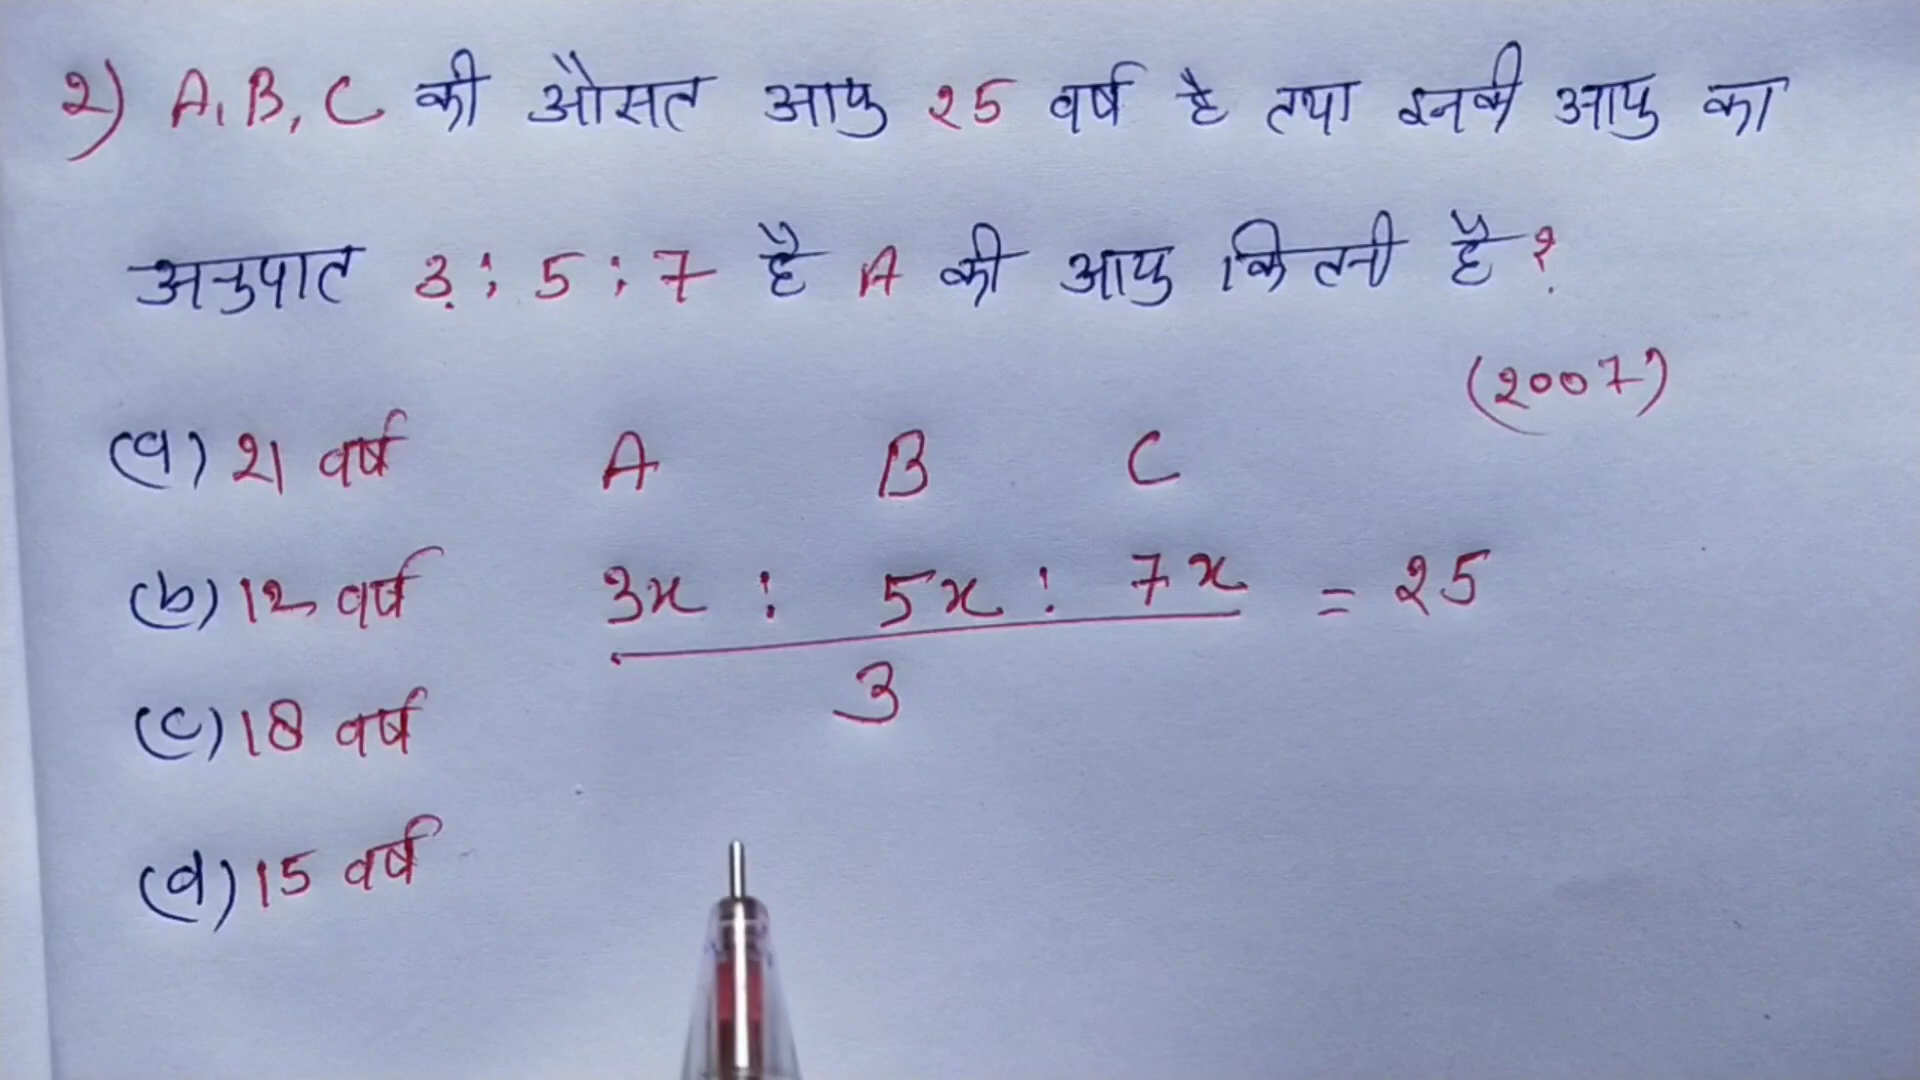 2) A, B, C की औसत आयु 25 वर्ष है तथा इनकी आयु का
अनुपात 3 : 5 : 7 है A की आयु कितनी है ?
(2007)
(a) 21 वर्ष A B C
(b) 12 वर्ष 3x : 5x : 7x = 25
3
(c) 18 वर्ष
(d) 15 वर्ष